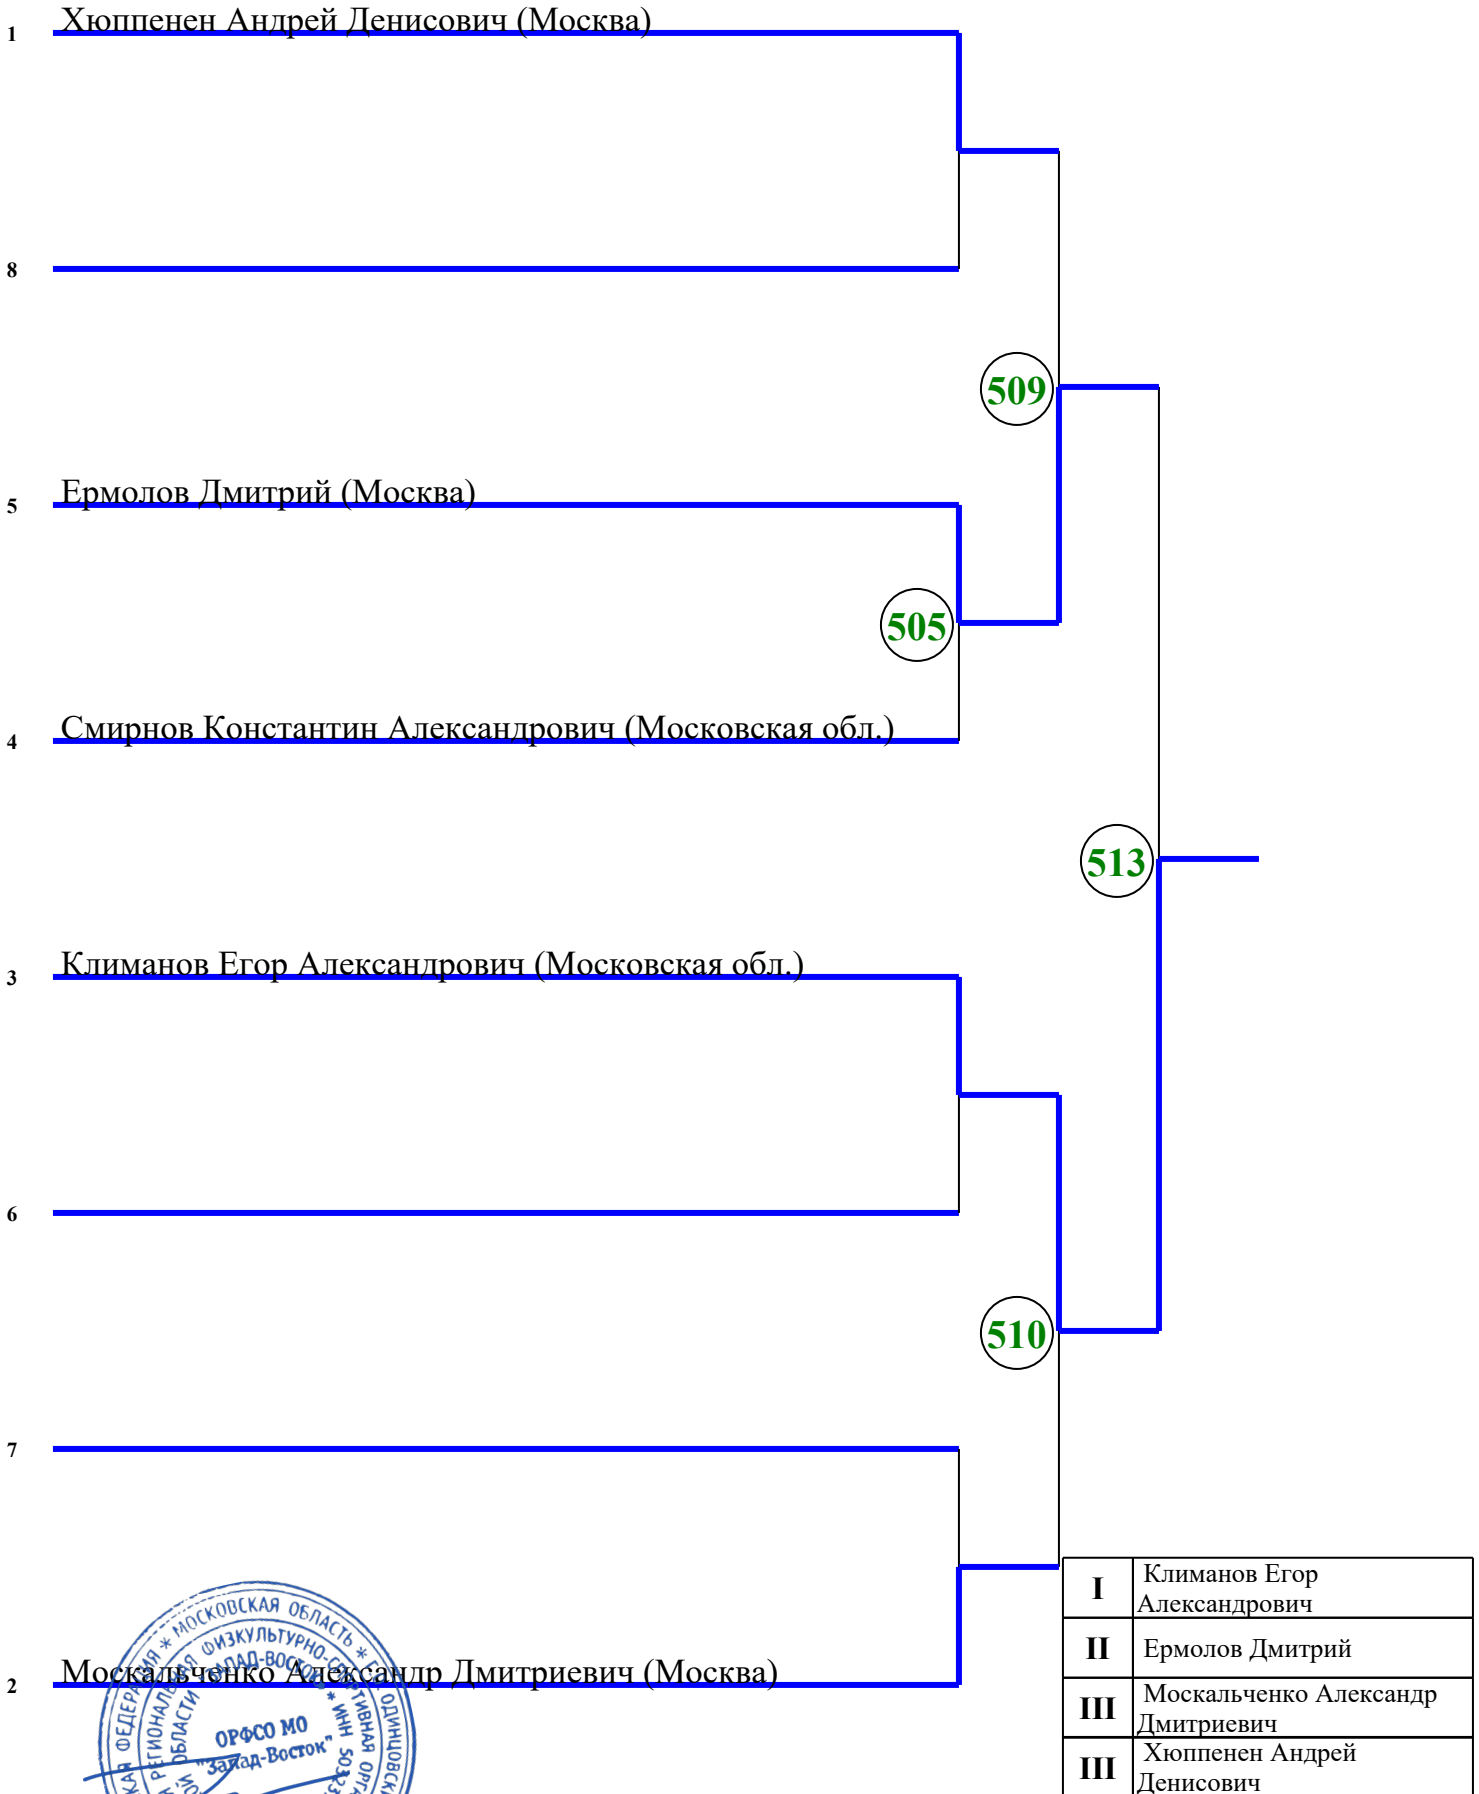 1 Хюппенен Андрей Денисович (Москва)
8
509
5 Ермолов Дмитрий (Москва)
505
4 Смирнов Константин Александрович (Московская обл.)
513
3 Климанов Егор Александрович (Московская обл.)
6
510
7
2 Москальченко Александр Дмитриевич (Москва)
I Климанов Егор
Александрович
II Ермолов Дмитрий
III Москальченко Александр
Дмитриевич
III Хюппенен Андрей
Денисович
* МОСКОВСКАЯ ОБЛАСТЬ *
ОРФСО МО
"Запад-Восток"